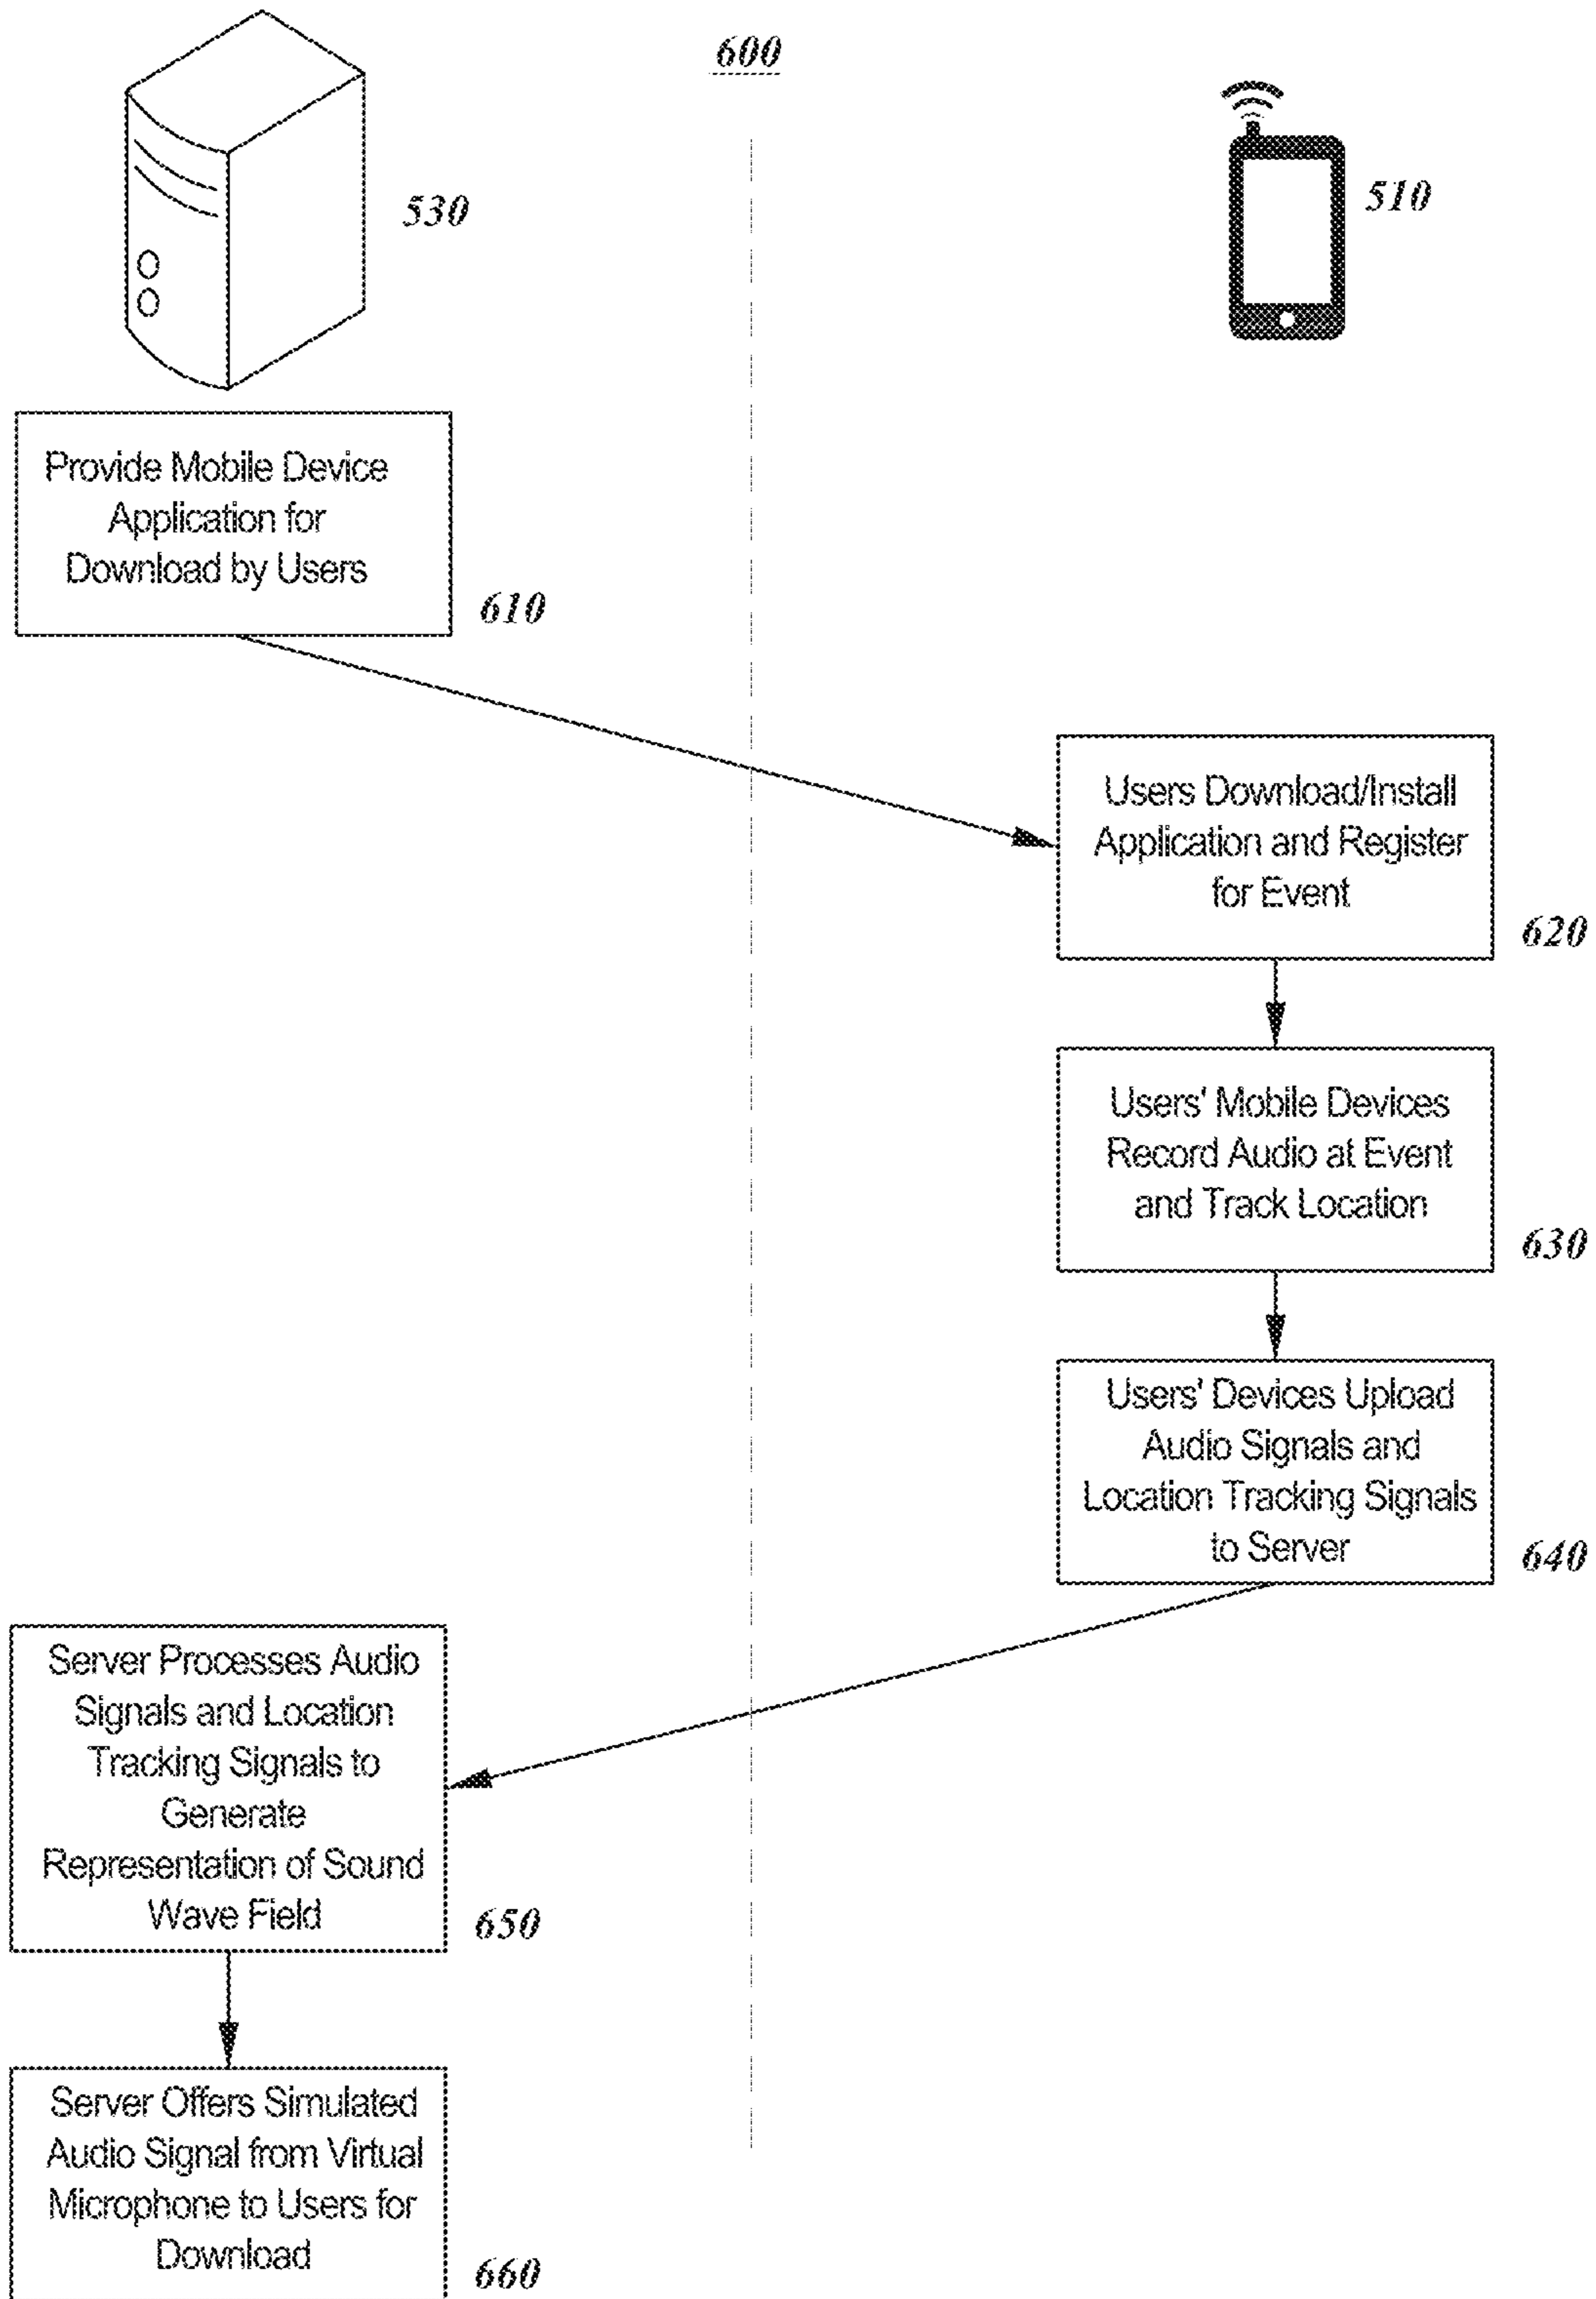 600
530
510
Provide Mobile Device
Application for
Download by Users
610
Users Download/Install
Application and Register
for Event
620
Users' Mobile Devices
Record Audio at Event
and Track Location
630
Users' Devices Upload
Audio Signals and
Location Tracking Signals
to Server
640
Server Processes Audio
Signals and Location
Tracking Signals to
Generate
Representation of Sound
Wave Field
650
Server Offers Simulated
Audio Signal from Virtual
Microphone to Users for
Download
660